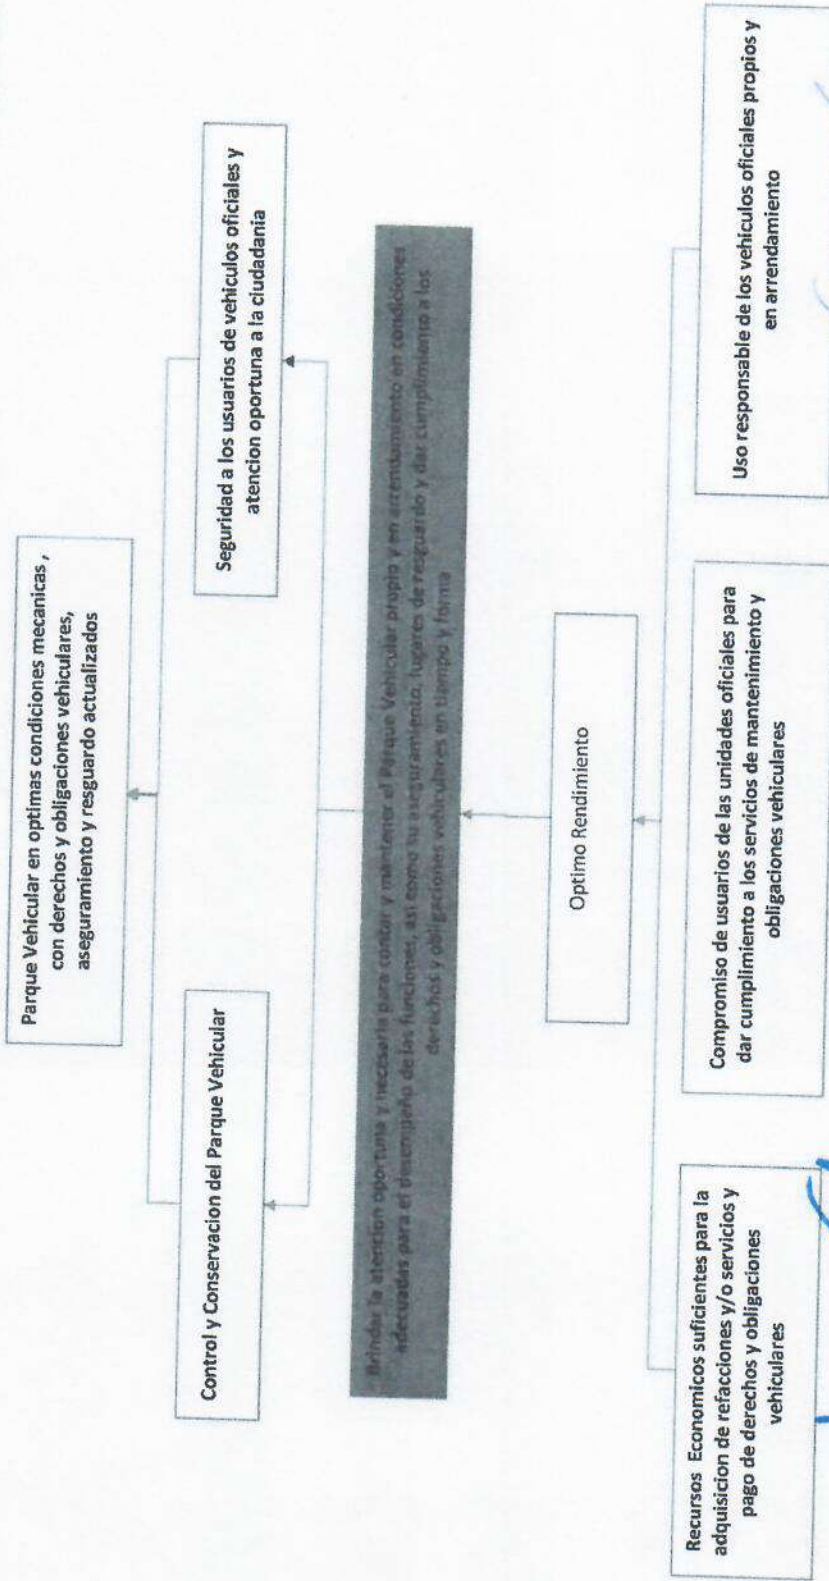 Parque Vehicular en optimas condiciones mecanicas ,
con derechos y obligaciones vehiculares,
aseguramiento y resguardo actualizados
Control y Conservacion del Parque Vehicular
Seguridad a los usuarios de vehiculos oficiales y
atencion oportuna a la ciudadania
Brindar la atencion oportuna y necesaria para contar y mantener el Parque Vehicular propio y en arrendamiento en condiciones
adecuadas para el desempeño de las funciones, asi como su aseguramiento, lugares de resguardo y dar cumplimiento a los
derechos y obligaciones vehiculares en tiempo y forma
Optimo Rendimiento
Recursos Economicos suficientes para la
adquisicion de refacciones y/o servicios y
pago de derechos y obligaciones
vehiculares
Compromiso de usuarios de las unidades oficiales para
dar cumplimiento a los servicios de mantenimiento y
obligaciones vehiculares
Uso responsable de los vehiculos oficiales propios y
en arrendamiento